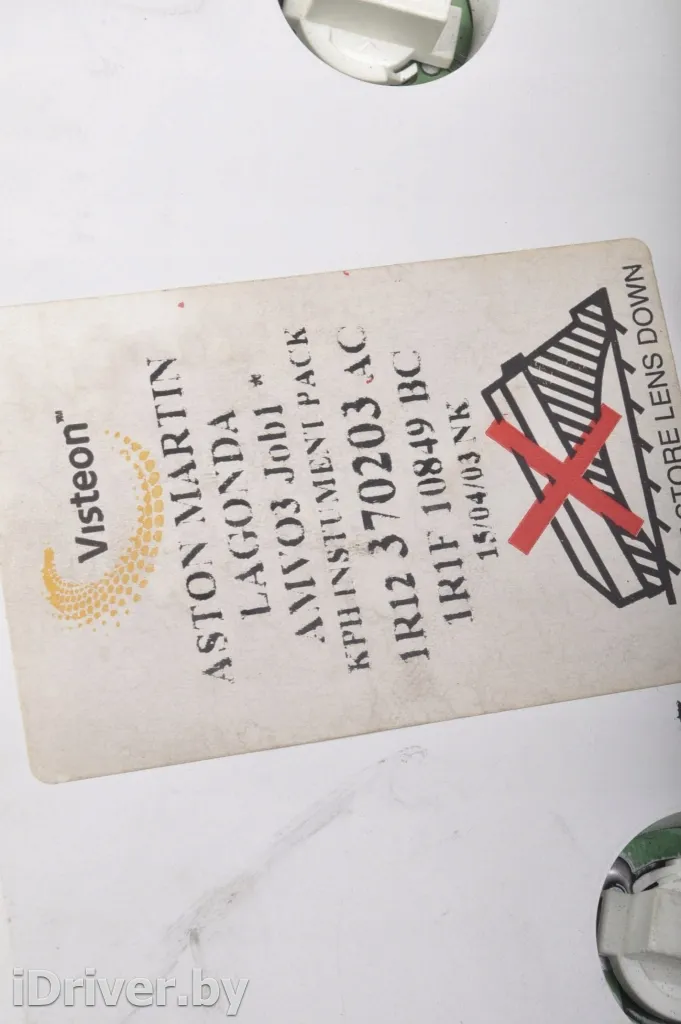 Visteon™
ASTON MARTIN
LAGONDA
AMVO3 Job1 *
KPH INSTUMENT PACK
1R12 370203 AC
1R1F 10849 BC
15/04/03 NK
STORE LENS DOWN
iDriver.by